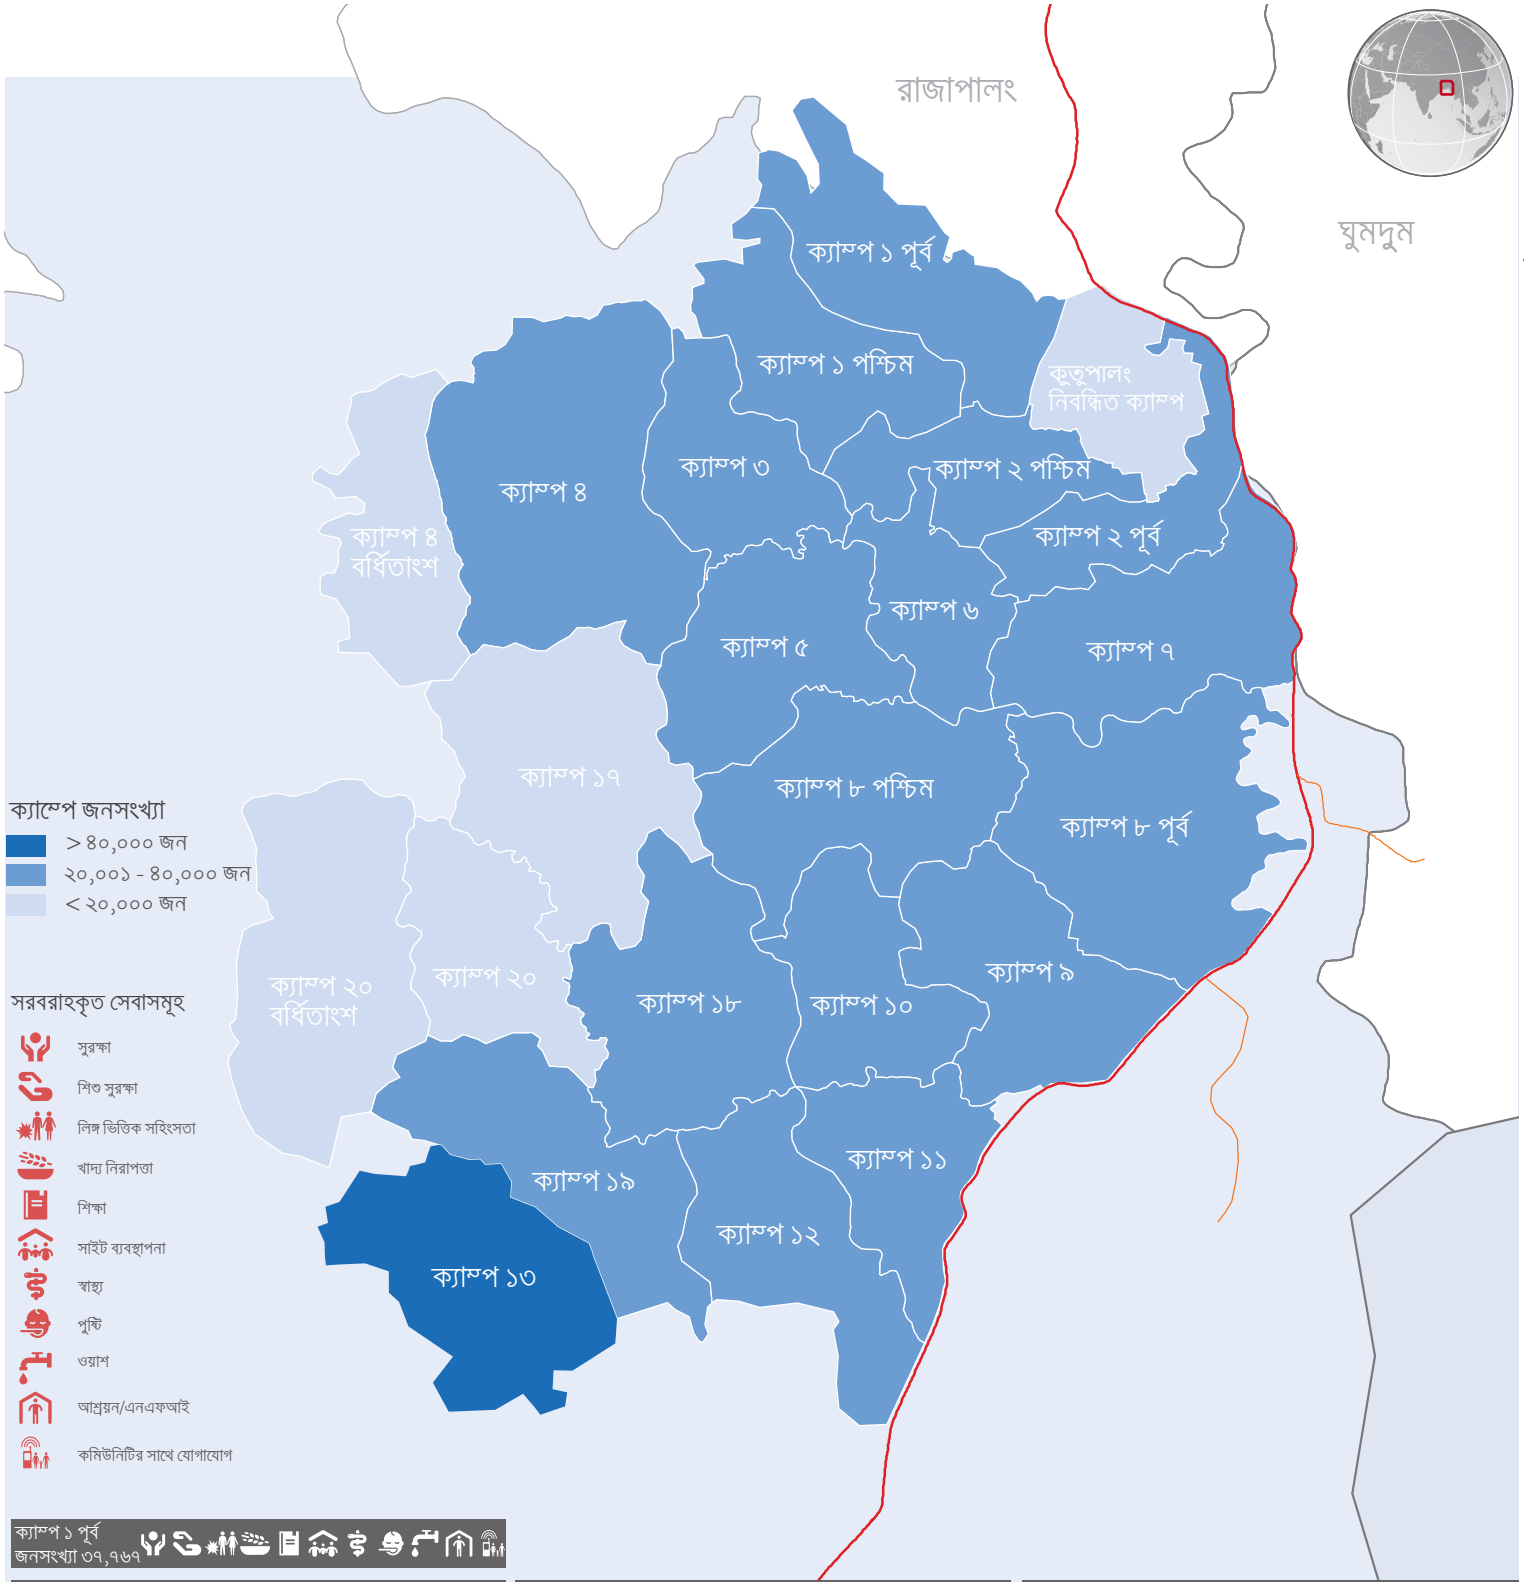 রাজাপালং
ঘুমদুম
ক্যাম্প ১ পূর্ব
ক্যাম্প ১ পশ্চিম
কুতুপালং
নিবন্ধিত ক্যাম্প
ক্যাম্প ৩
ক্যাম্প ২ পশ্চিম
ক্যাম্প ৪
ক্যাম্প ২ পূর্ব
ক্যাম্প ৪
বর্ধিতাংশ
ক্যাম্প ৬
ক্যাম্প ৫
ক্যাম্প ৭
ক্যাম্প ১৭
ক্যাম্প ৮ পশ্চিম
ক্যাম্প ৮ পূর্ব
ক্যাম্পে জনসংখ্যা
> ৪০,০০০ জন
২০,০০১ - ৪০,০০০ জন
< ২০,০০০ জন
ক্যাম্প ২০
বর্ধিতাংশ
ক্যাম্প ২০
ক্যাম্প ১৮
ক্যাম্প ১০
ক্যাম্প ৯
ক্যাম্প ১১
ক্যাম্প ১৯
ক্যাম্প ১২
ক্যাম্প ১৩
সরবরাহকৃত সেবাসমূহ
সুরক্ষা
শিশু সুরক্ষা
লিঙ্গ ভিত্তিক সহিংসতা
খাদ্য নিরাপত্তা
শিক্ষা
সাইট ব্যবস্থাপনা
স্বাস্থ্য
পুষ্টি
ওয়াশ
আশ্রয়ন/এনএফআই
কমিউনিটির সাথে যোগাযোগ
ক্যাম্প ১ পূর্ব
জনসংখ্যা ৩৭,৭৬৭